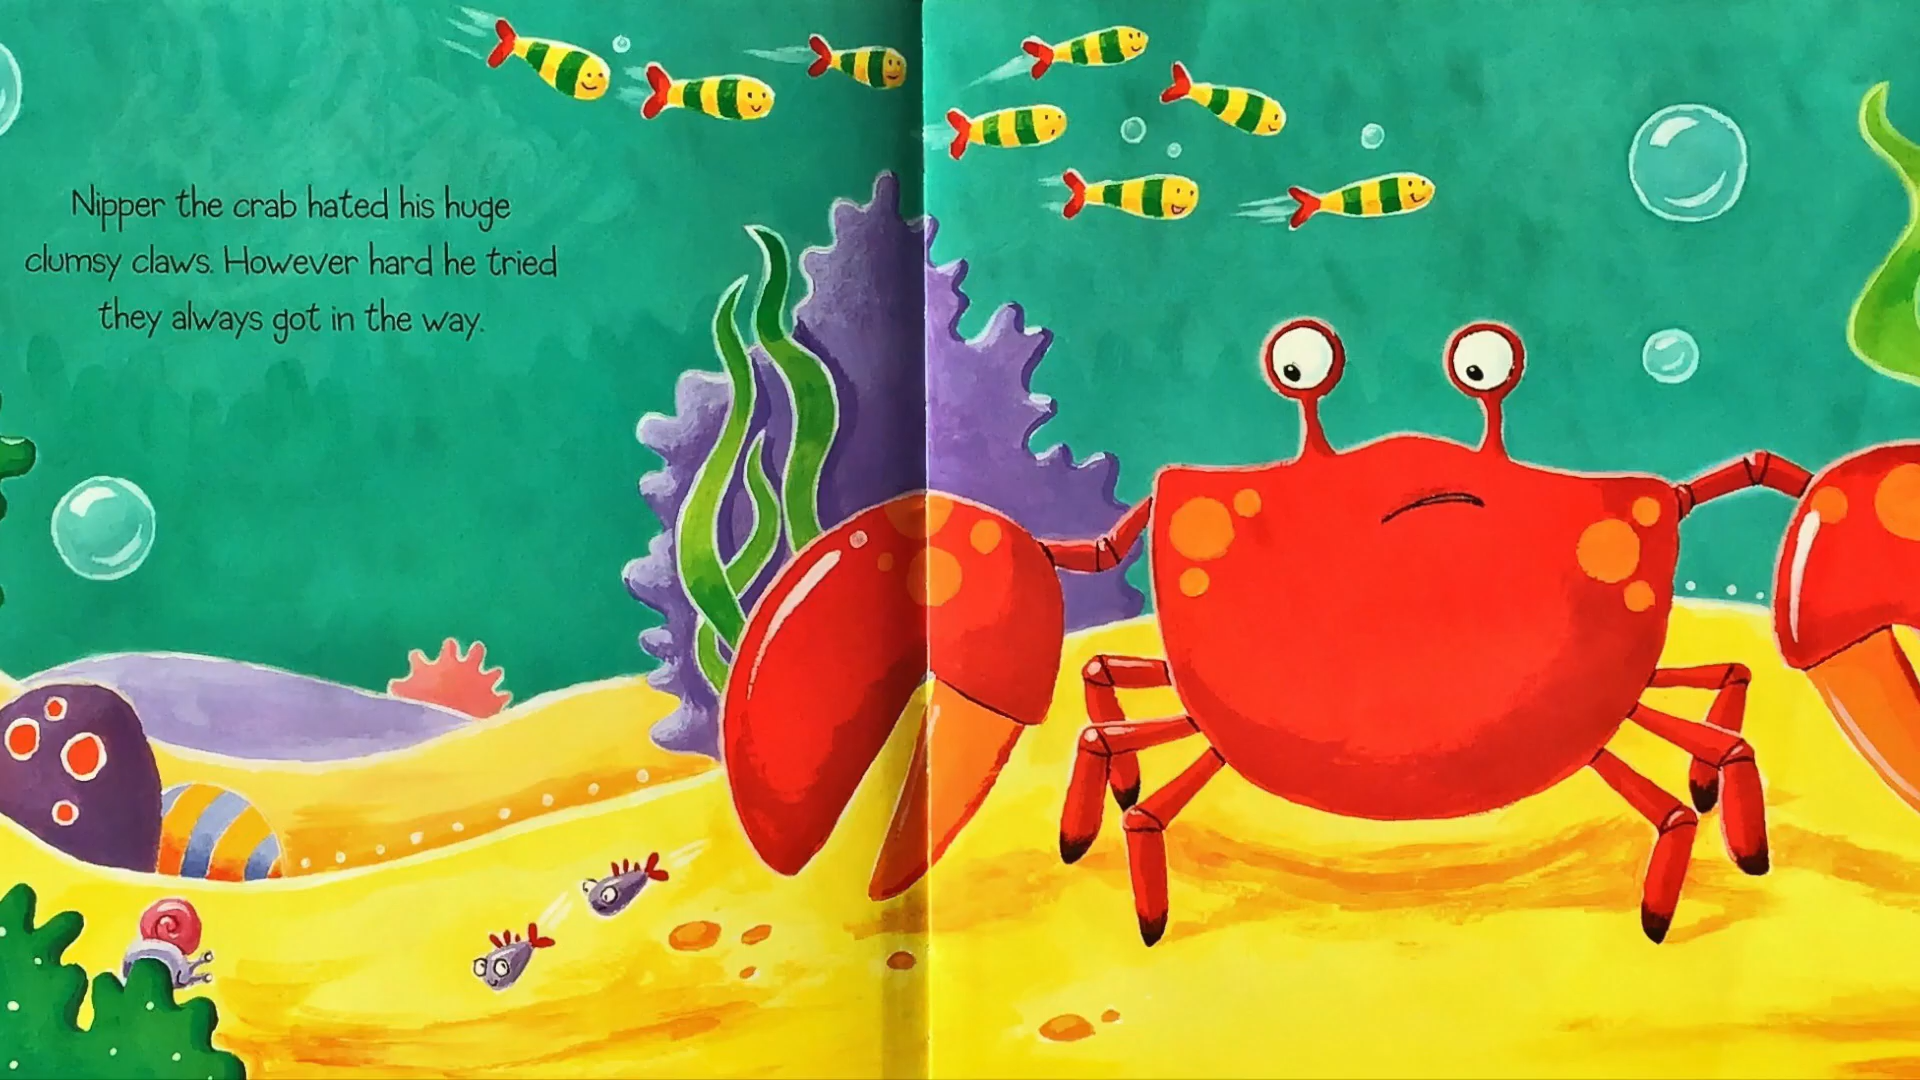 Nipper the crab hated his huge
clumsy claws. However hard he tried
they always got in the way.